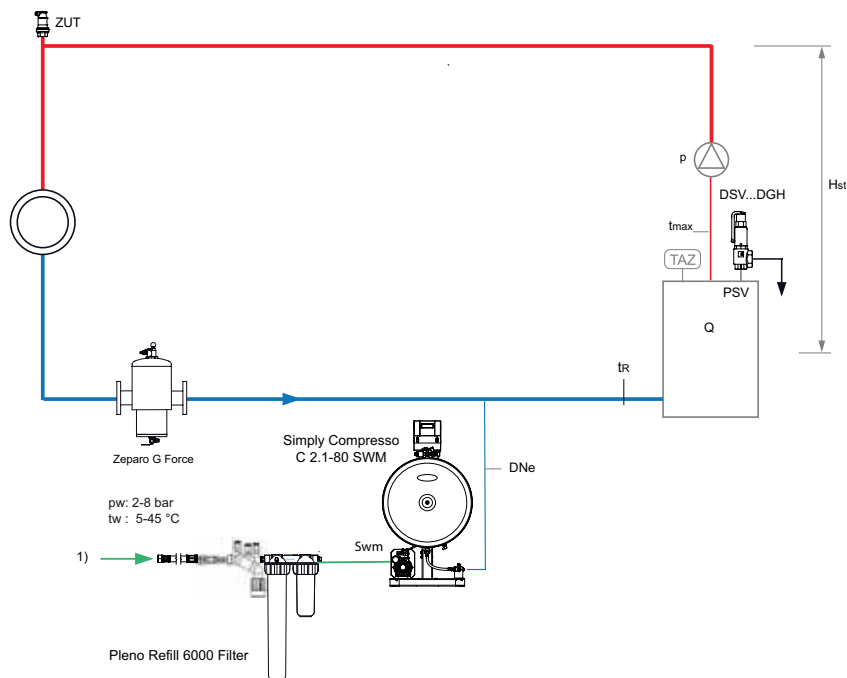 ZUT
p
Hst
DSV...DGH
tmax
TAZ
PSV
Q
tR
Zeparo G Force
Simply Compresso
C 2.1-80 SWM
DNe
pw: 2-8 bar
tw : 5-45 °C
1)
Swm
Pleno Refill 6000 Filter